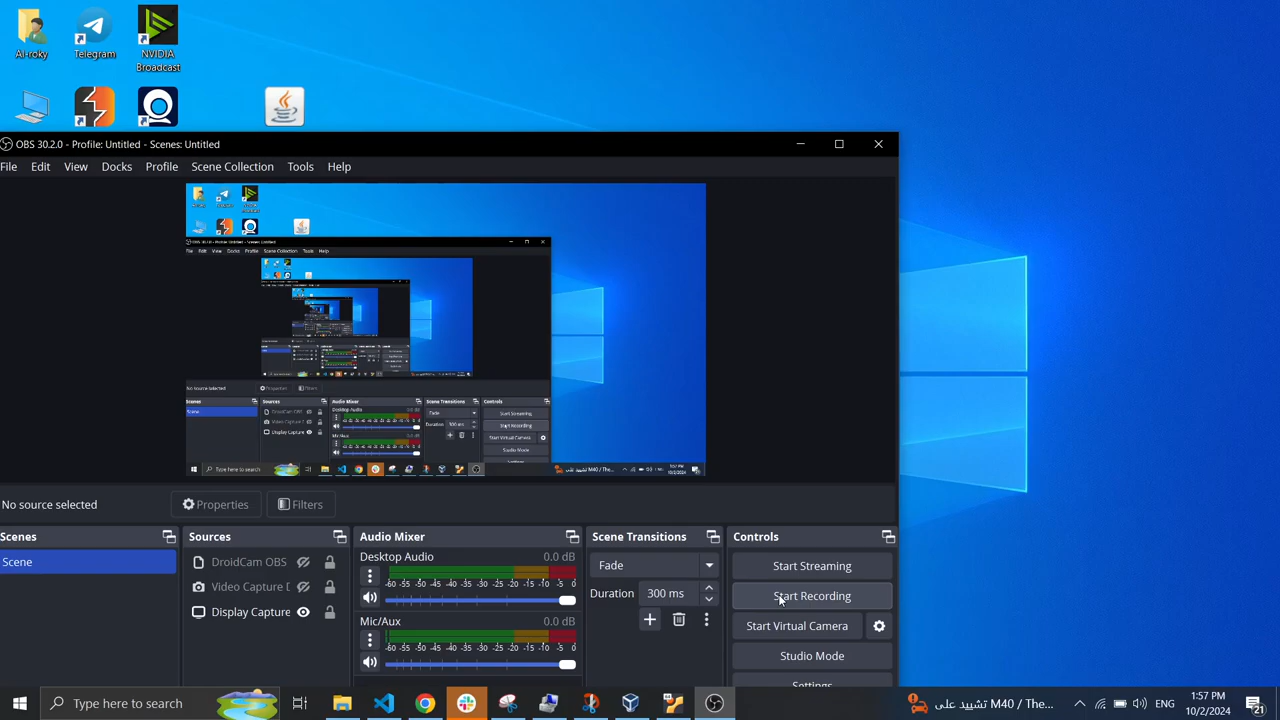 Ai-roky
Telegram
NVIDIA
Broadcast
OBS 30.2.0 - Profile: Untitled - Scenes: Untitled
File Edit View Docks Profile Scene Collection Tools Help
No source selected
Properties
Filters
Scenes
Scene
Sources
DroidCam OBS
Video Capture D
Display Capture
Audio Mixer
Desktop Audio 0.0 dB
-60 -55 -50 -45 -40 -35 -30 -25 -20 -15 -10 -5 0
Mic/Aux 0.0 dB
-60 -55 -50 -45 -40 -35 -30 -25 -20 -15 -10 -5 0
Scene Transitions
Fade
Duration 300 ms
Controls
Start Streaming
Start Recording
Start Virtual Camera
Studio Mode
Settings
Type here to search
تشييد على M40 / The...
ENG
1:57 PM
10/2/2024
21